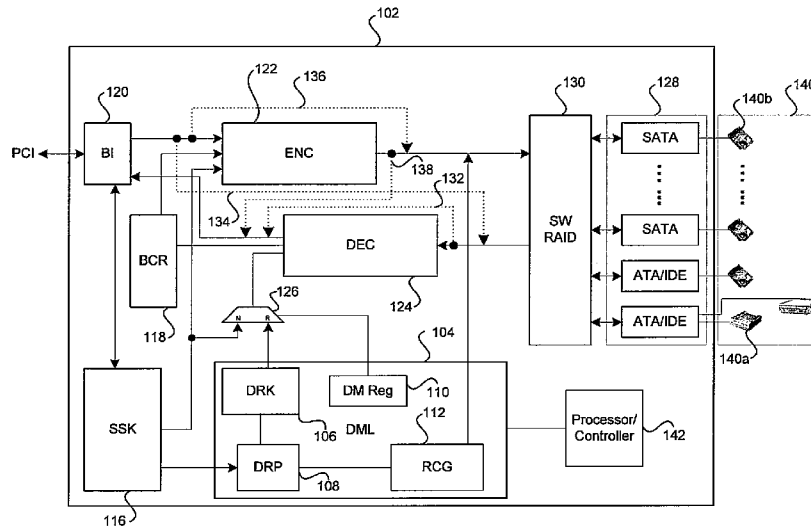 102
120
122
136
130
128
140b
140
PCI
BI
ENC
SATA
138
132
134
SW
RAID
BCR
DEC
SATA
118
124
126
ATA/IDE
N
R
104
ATA/IDE
140a
SSK
DRK
DM Reg
110
106
DML
112
Processor/
Controller
142
DRP
RCG
108
116